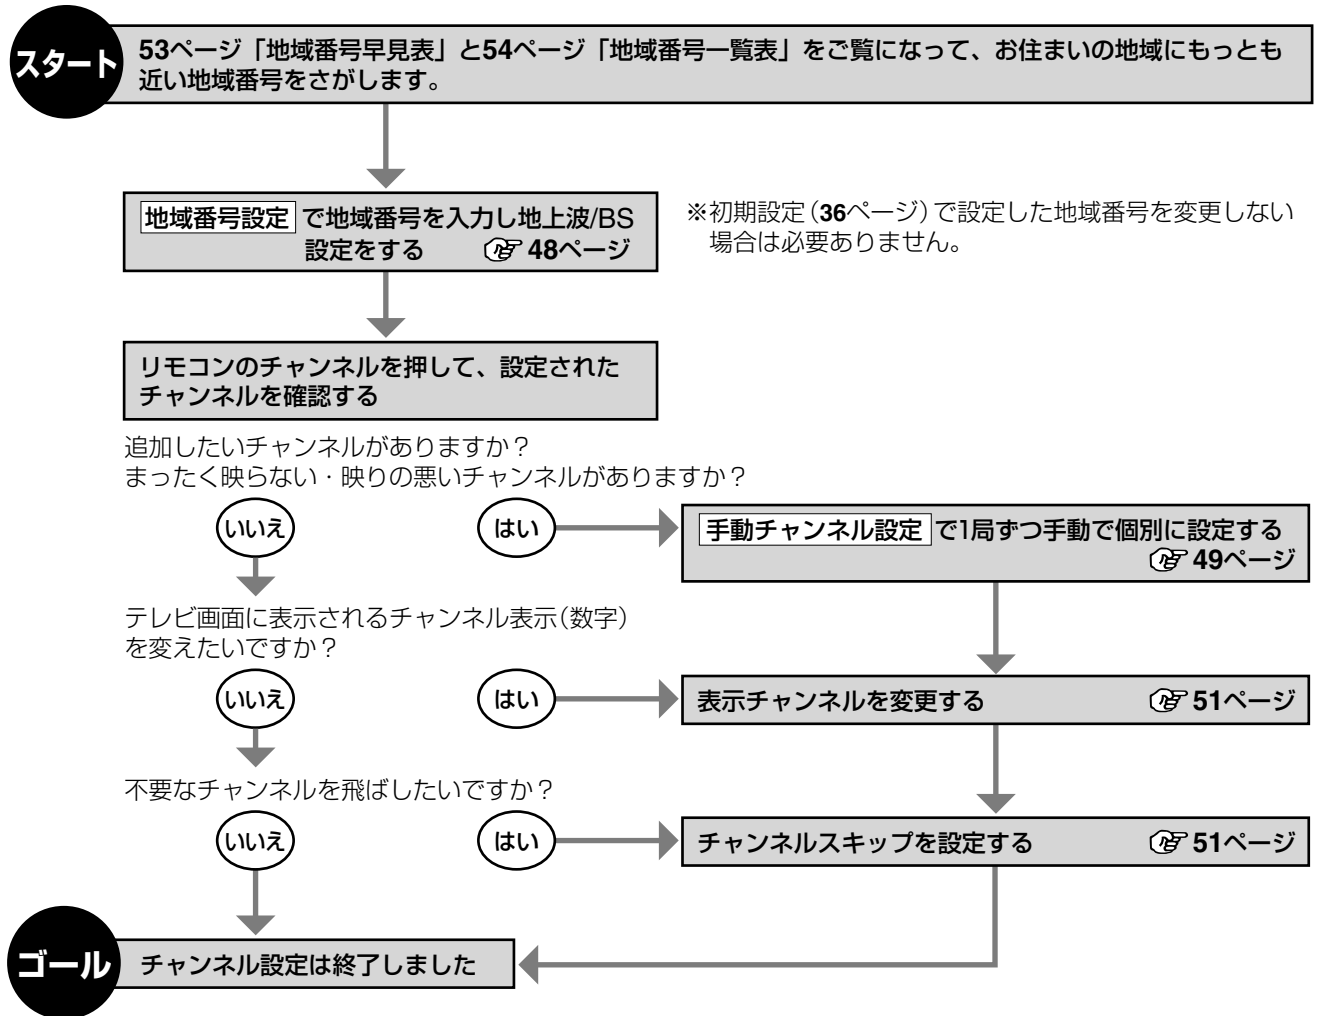 スタート
53ページ「地域番号早見表」と54ページ「地域番号一覧表」をご覧になって、お住まいの地域にもっとも
近い地域番号をさがします。
地域番号設定 で地域番号を入力し地上波/BS
設定をする ☞ 48ページ
※初期設定(36ページ)で設定した地域番号を変更しない
場合は必要ありません。
リモコンのチャンネルを押して、設定された
チャンネルを確認する
追加したいチャンネルがありますか?
まったく映らない・映りの悪いチャンネルがありますか?
いいえ
はい
手動チャンネル設定 で1局ずつ手動で個別に設定する
☞ 49ページ
テレビ画面に表示されるチャンネル表示(数字)
を変えたいですか?
いいえ
はい
表示チャンネルを変更する ☞ 51ページ
不要なチャンネルを飛ばしたいですか?
いいえ
はい
チャンネルスキップを設定する ☞ 51ページ
ゴール
チャンネル設定は終了しました